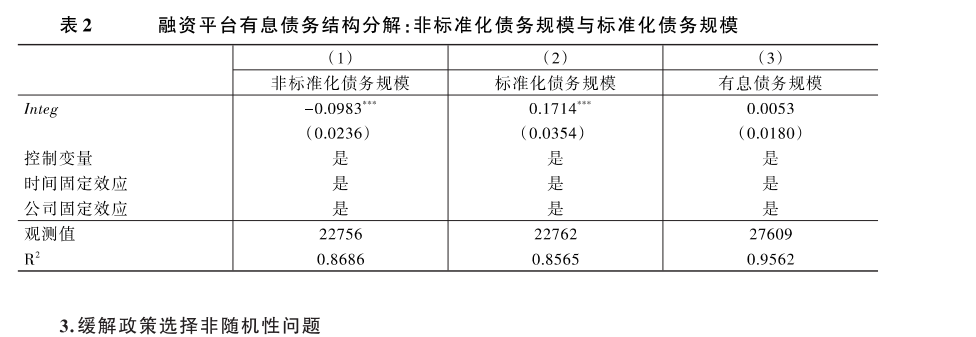 表2 融资平台有息债务结构分解:非标准化债务规模与标准化债务规模
(1) (2) (3)
非标准化债务规模 标准化债务规模 有息债务规模
Integ -0.0983*** 0.1714*** 0.0053
(0.0236) (0.0354) (0.0180)
控制变量 是 是 是
时间固定效应 是 是 是
公司固定效应 是 是 是
观测值 22756 22762 27609
R² 0.8686 0.8565 0.9562
3.缓解政策选择非随机性问题